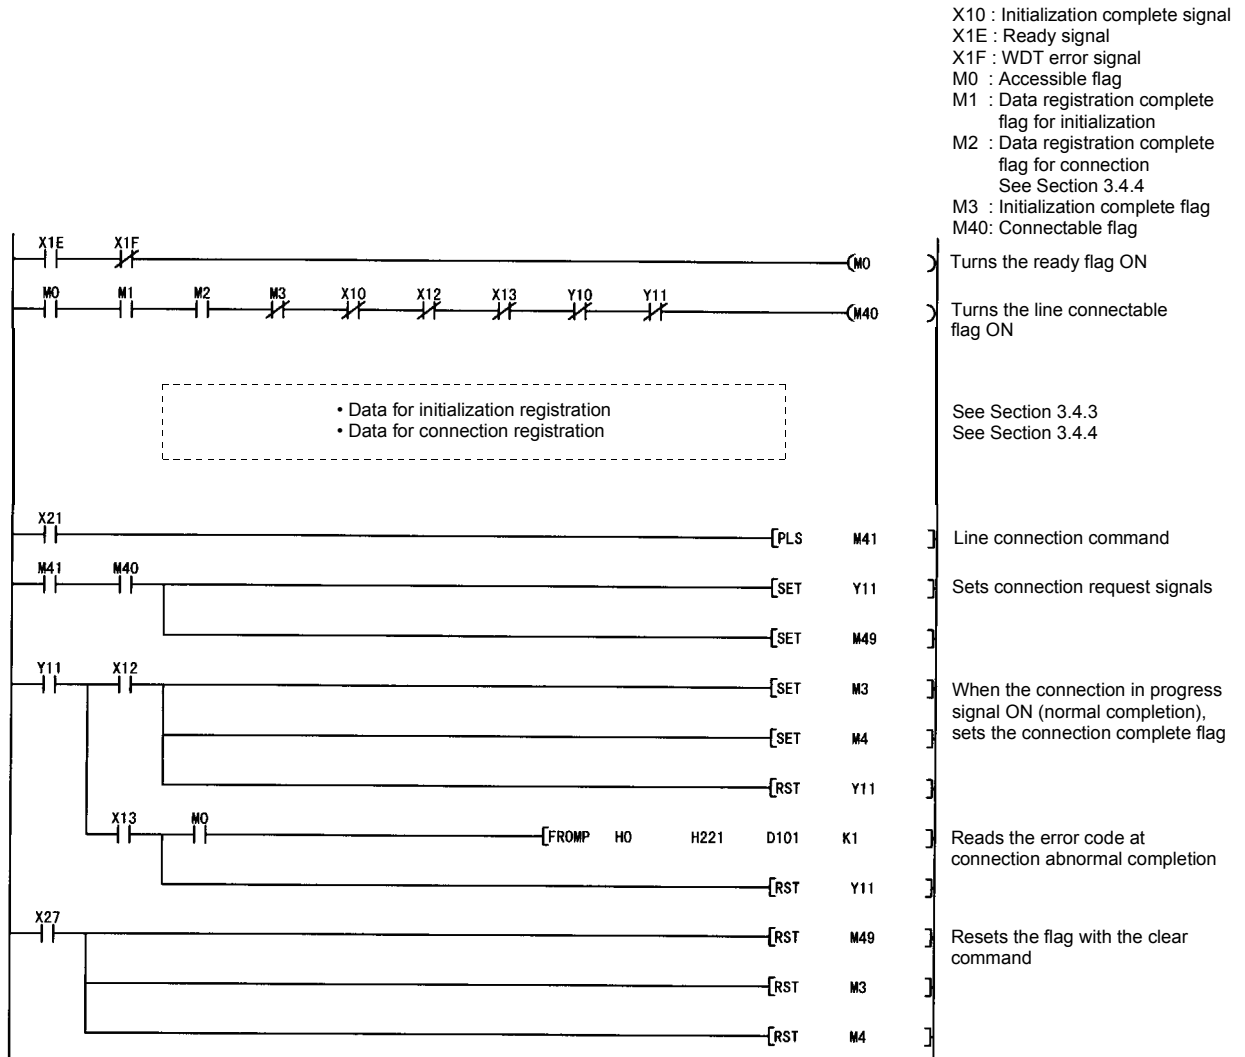 X10 : Initialization complete signal
X1E : Ready signal
X1F : WDT error signal
M0 : Accessible flag
M1 : Data registration complete
flag for initialization
M2 : Data registration complete
flag for connection
See Section 3.4.4
M3 : Initialization complete flag
M40: Connectable flag
X1E X1F
(M0 ) Turns the ready flag ON
M0 M1 M2 M3 X10 X12 X13 Y10 Y11
(M40 ) Turns the line connectable
flag ON
• Data for initialization registration
• Data for connection registration
See Section 3.4.3
See Section 3.4.4
X21
[PLS M41 ] Line connection command
M41 M40
[SET Y11 ] Sets connection request signals
[SET M49 ]
Y11 X12
[SET M3 ] When the connection in progress
signal ON (normal completion),
[SET M4 ] sets the connection complete flag
[RST Y11 ]
X13 M0
[FROMP H0 H221 D101 K1 ] Reads the error code at
connection abnormal completion
[RST Y11 ]
X27
[RST M49 ] Resets the flag with the clear
command
[RST M3 ]
[RST M4 ]